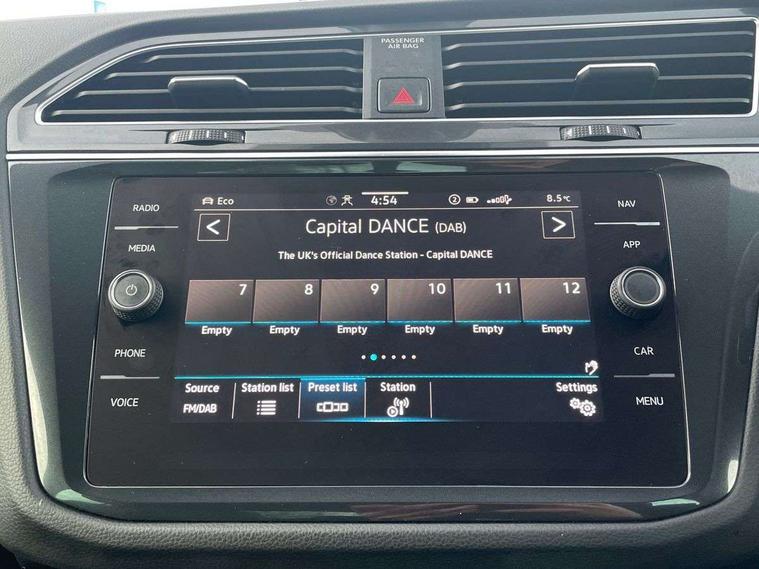 PASSENGER
AIR BAG
RADIO
MEDIA
PHONE
VOICE
Eco
4:54
2
8.5°C
< Capital DANCE (DAB) >
The UK's Official Dance Station - Capital DANCE
7 8 9 10 11 12
Empty Empty Empty Empty Empty Empty
Source Station list Preset list Station Settings
FM/DAB
NAV
APP
CAR
MENU